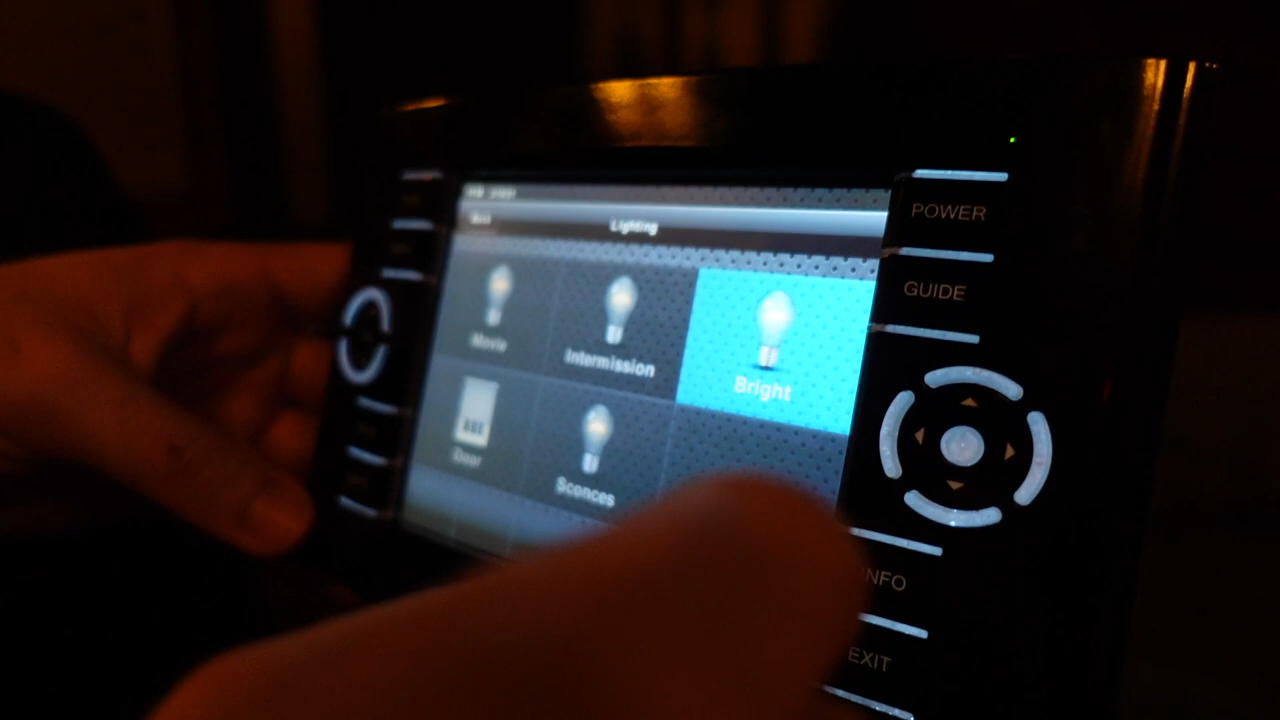 Lighting
Movie
Intermission
Bright
Door
Sconces
POWER
GUIDE
INFO
EXIT